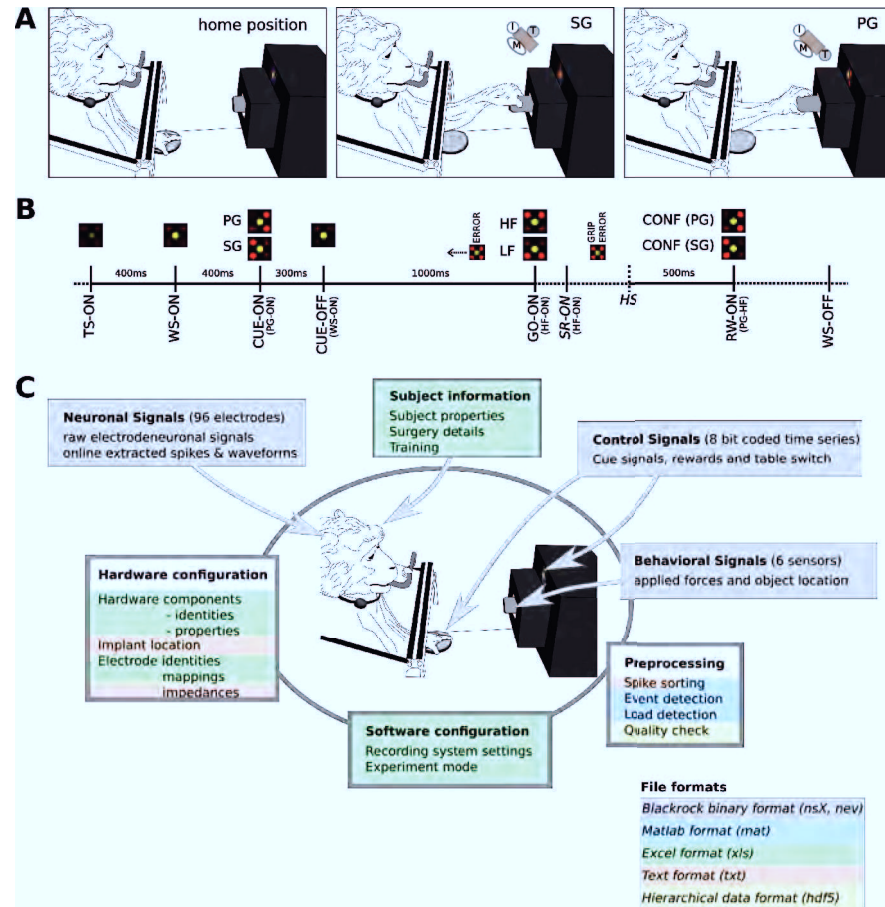 A
home position
SG
I
T
M
PG
I
M
T
B
PG
SG
ERROR
HF
LF
GRIP
ERROR
CONF (PG)
CONF (SG)
400ms
400ms
300ms
1000ms
500ms
TS-ON
WS-ON
CUE-ON
(PG-ON)
CUE-OFF
(WS-ON)
GO-ON
(HF-ON)
SR-ON
(HF-ON)
HS
RW-ON
(PG-HF)
WS-OFF
C
Neuronal Signals (96 electrodes)
raw electrodeneuronal signals
online extracted spikes & waveforms
Subject information
Subject properties
Surgery details
Training
Control Signals (8 bit coded time series)
Cue signals, rewards and table switch
Behavioral Signals (6 sensors)
applied forces and object location
Hardware configuration
Hardware components
- identities
- properties
Implant location
Electrode identities
mappings
impedances
Preprocessing
Spike sorting
Event detection
Load detection
Quality check
Software configuration
Recording system settings
Experiment mode
File formats
Blackrock binary format (nsX, nev)
Matlab format (mat)
Excel format (xls)
Text format (txt)
Hierarchical data format (hdf5)